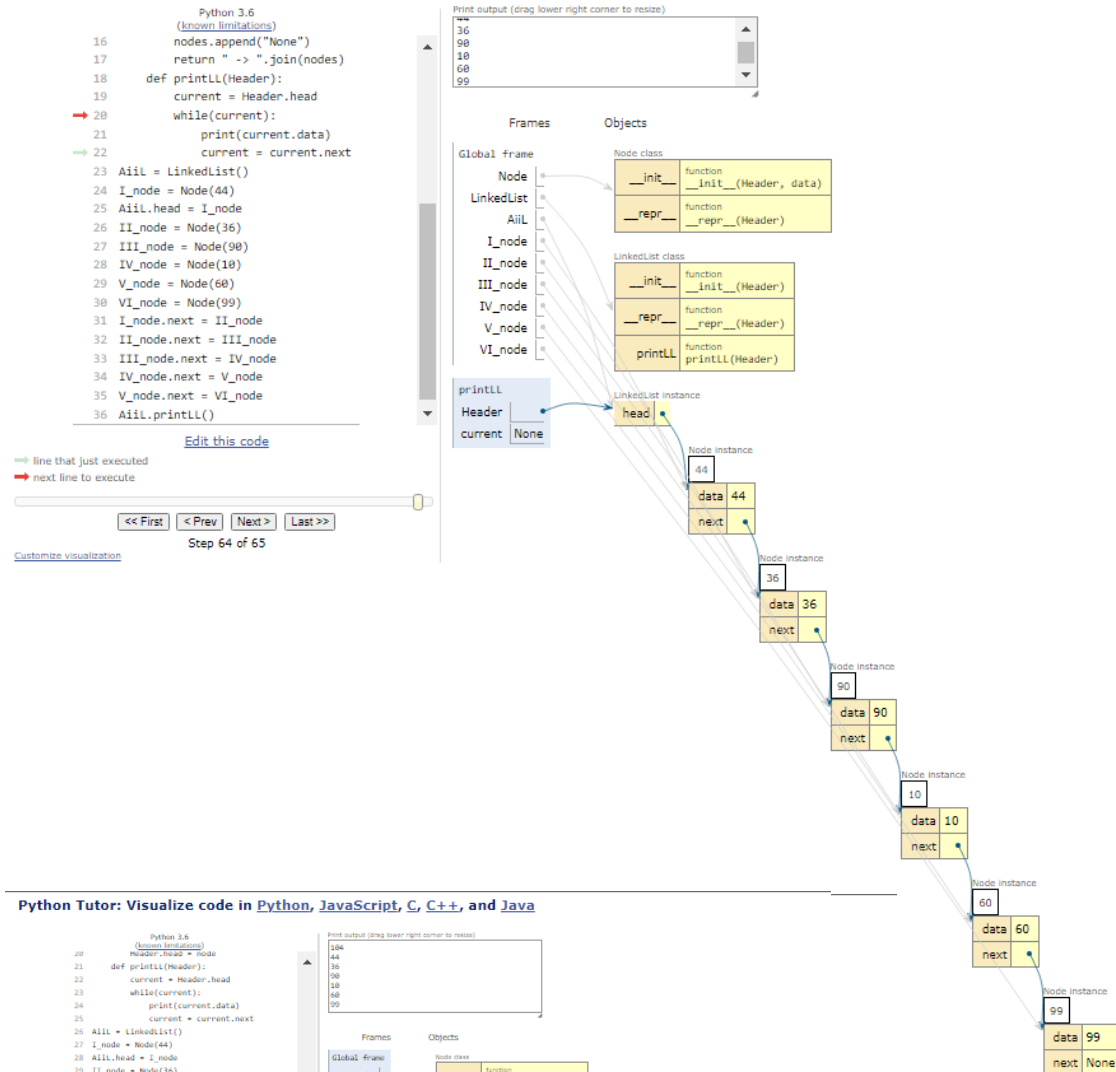 Python 3.6
(known limitations)
16 nodes.append("None")
17 return " -> ".join(nodes)
18 def printLL(Header):
19 current = Header.head
20 while(current):
21 print(current.data)
22 current = current.next
23 AiiL = LinkedList()
24 I_node = Node(44)
25 AiiL.head = I_node
26 II_node = Node(36)
27 III_node = Node(90)
28 IV_node = Node(10)
29 V_node = Node(60)
30 VI_node = Node(99)
31 I_node.next = II_node
32 II_node.next = III_node
33 III_node.next = IV_node
34 IV_node.next = V_node
35 V_node.next = VI_node
36 AiiL.printLL()
Edit this code
line that just executed
next line to execute
<< First < Prev Next > Last >>
Step 64 of 65
Customize visualization
Print output (drag lower right corner to resize)
44
36
90
10
60
99
Frames Objects
Global frame
Node
LinkedList
AiiL
I_node
II_node
III_node
IV_node
V_node
VI_node
printLL
Header
current None
Node class
__init__ function
__init__(Header, data)
__repr__ function
__repr__(Header)
LinkedList class
__init__ function
__init__(Header)
__repr__ function
__repr__(Header)
printLL function
printLL(Header)
LinkedList instance
head
Node instance
44
data 44
next
Node instance
36
data 36
next
Node instance
90
data 90
next
Node instance
10
data 10
next
Node instance
60
data 60
next
Node instance
99
data 99
next None
Python Tutor: Visualize code in Python, JavaScript, C, C++, and Java
Python 3.6
(known limitations)
20 Header.head = node
21 def printLL(Header):
22 current = Header.head
23 while(current):
24 print(current.data)
25 current = current.next
26 AiiL = LinkedList()
27 I_node = Node(44)
28 AiiL.head = I_node
29 II_node = Node(36)
Print output (drag lower right corner to resize)
104
44
36
90
10
60
99
Frames Objects
Global frame
Node class
function